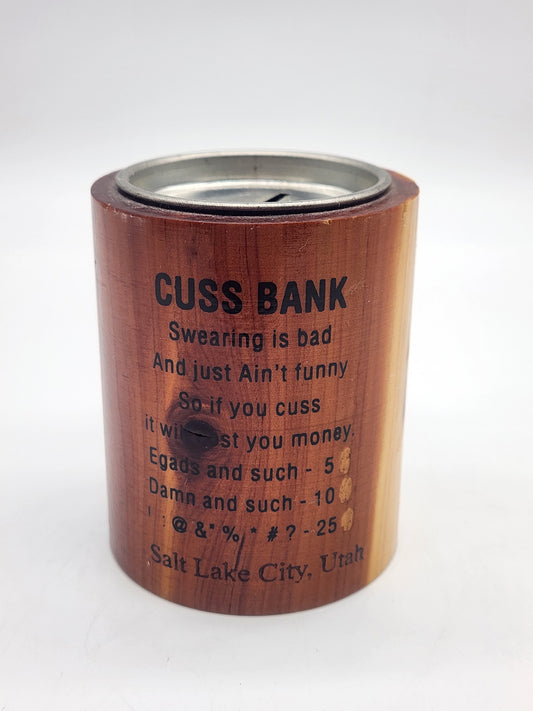 CUSS BANK
Swearing is bad
And just Ain't funny
So if you cuss
it you money.
Egads and such - 5
Damn and such - 10
! : @ &" % * # ? - 25
Salt Lake City, Utah